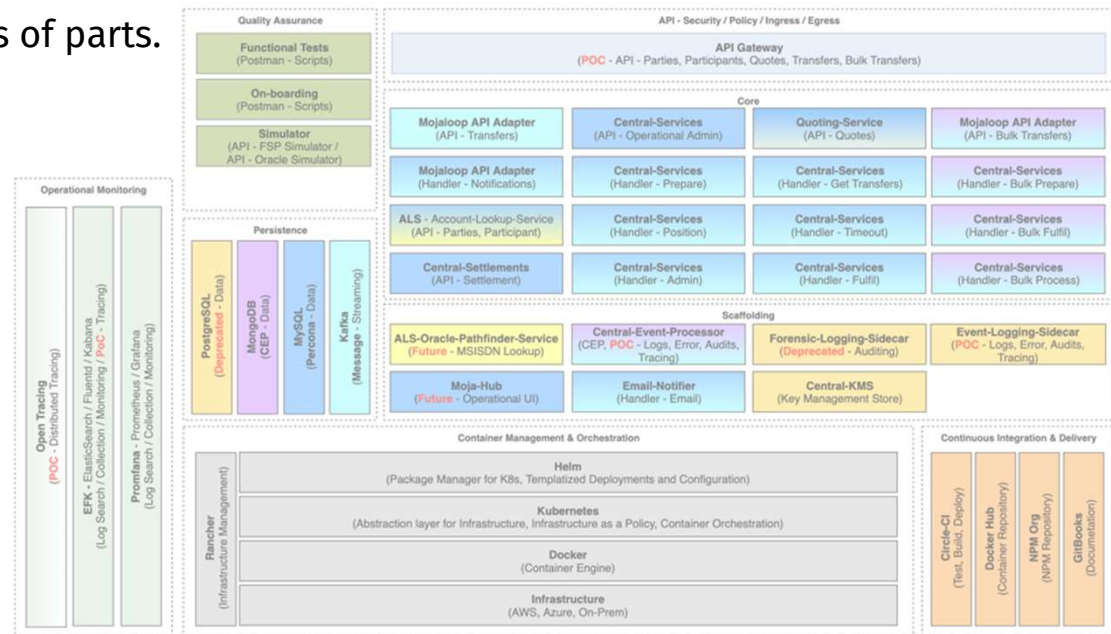 s of parts.
Quality Assurance
Functional Tests
(Postman - Scripts)
On-boarding
(Postman - Scripts)
Simulator
(API - FSP Simulator /
API - Oracle Simulator)
API - Security / Policy / Ingress / Egress
API Gateway
(POC - API - Parties, Participants, Quotes, Transfers, Bulk Transfers)
Core
Mojaloop API Adapter
(API - Transfers)
Central-Services
(API - Operational Admin)
Quoting-Service
(API - Quotes)
Mojaloop API Adapter
(API - Bulk Transfers)
Mojaloop API Adapter
(Handler - Notifications)
Central-Services
(Handler - Prepare)
Central-Services
(Handler - Get Transfers)
Central-Services
(Handler - Bulk Prepare)
ALS - Account-Lookup-Service
(API - Parties, Participant)
Central-Services
(Handler - Position)
Central-Services
(Handler - Timeout)
Central-Services
(Handler - Bulk Fulfil)
Central-Settlements
(API - Settlement)
Central-Services
(Handler - Admin)
Central-Services
(Handler - Fulfil)
Central-Services
(Handler - Bulk Process)
Operational Monitoring
Open Tracing
(POC - Distributed Tracing)
EFK - ElasticSearch / Fluentd / Kabana
(Log Search / Collection / Monitoring / PoC - Tracing)
Promfana - Prometheus / Grafana
(Log Search / Collection / Monitoring)
Persistence
PostgreSQL
(Deprecated - Data)
MongoDB
(CEP - Data)
MySQL
(Percona - Data)
Kafka
(Message - Streaming)
Scaffolding
ALS-Oracle-Pathfinder-Service
(Future - MSISDN Lookup)
Central-Event-Processor
(CEP, POC - Logs, Error, Audits,
Tracing)
Forensic-Logging-Sidecar
(Deprecated - Auditing)
Event-Logging-Sidecar
(POC - Logs, Error, Audits,
Tracing)
Moja-Hub
(Future - Operational UI)
Email-Notifier
(Handler - Email)
Central-KMS
(Key Management Store)
Container Management & Orchestration
Rancher
(Infrastructure Management)
Helm
(Package Manager for K8s, Templatized Deployments and Configuration)
Kubernetes
(Abstraction layer for Infrastructure, Infrastructure as a Policy, Container Orchestration)
Docker
(Container Engine)
Infrastructure
(AWS, Azure, On-Prem)
Continuous Integration & Delivery
Circle-CI
(Test, Build, Deploy)
Docker Hub
(Container Repository)
NPM Org
(NPM Repository)
GitBooks
(Documetation)